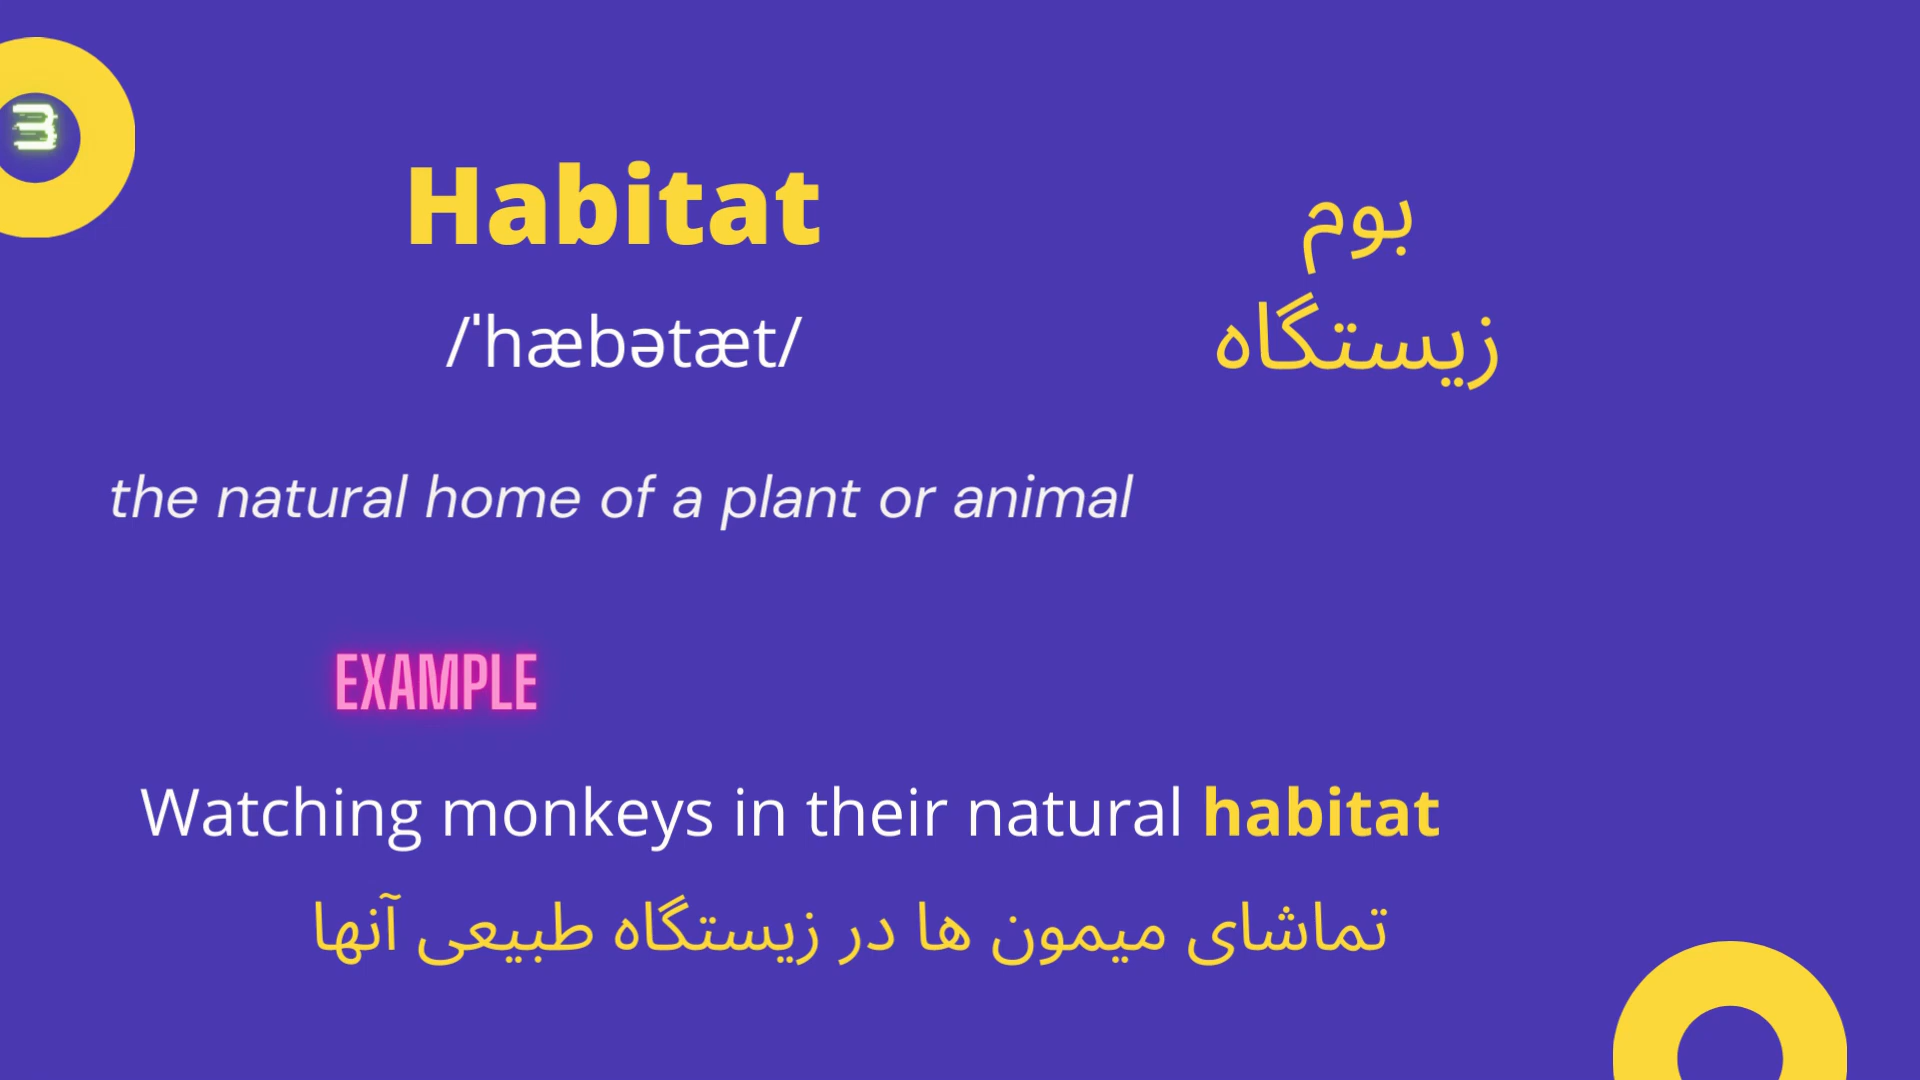 3
Habitat
بوم
/ˈhæbətæt/
زیستگاه
the natural home of a plant or animal
EXAMPLE
Watching monkeys in their natural habitat
تماشای میمون ها در زیستگاه طبیعی آنها